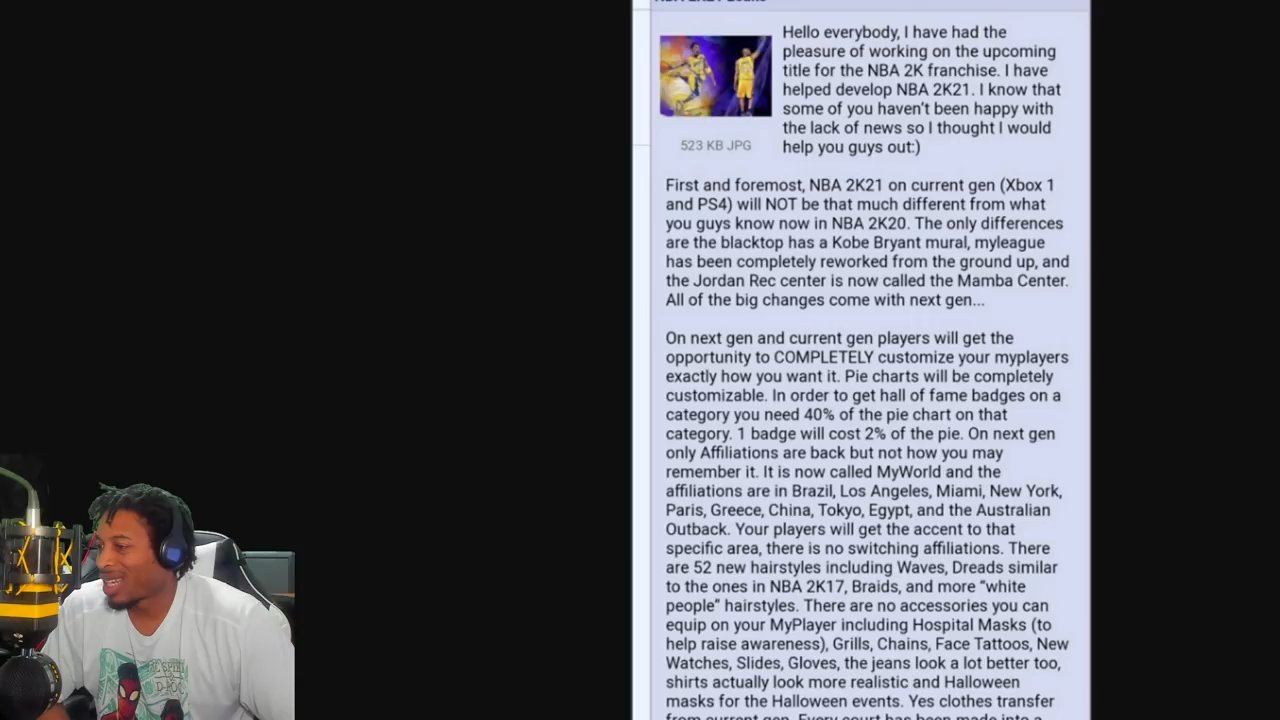 Hello everybody, I have had the
pleasure of working on the upcoming
title for the NBA 2K franchise. I have
helped develop NBA 2K21. I know that
some of you haven't been happy with
the lack of news so I thought I would
help you guys out:)
523 KB JPG
First and foremost, NBA 2K21 on current gen (Xbox 1
and PS4) will NOT be that much different from what
you guys know now in NBA 2K20. The only differences
are the blacktop has a Kobe Bryant mural, myleague
has been completely reworked from the ground up, and
the Jordan Rec center is now called the Mamba Center.
All of the big changes come with next gen...
On next gen and current gen players will get the
opportunity to COMPLETELY customize your myplayers
exactly how you want it. Pie charts will be completely
customizable. In order to get hall of fame badges on a
category you need 40% of the pie chart on that
category. 1 badge will cost 2% of the pie. On next gen
only Affiliations are back but not how you may
remember it. It is now called MyWorld and the
affiliations are in Brazil, Los Angeles, Miami, New York,
Paris, Greece, China, Tokyo, Egypt, and the Australian
Outback. Your players will get the accent to that
specific area, there is no switching affiliations. There
are 52 new hairstyles including Waves, Dreads similar
to the ones in NBA 2K17, Braids, and more “white
people” hairstyles. There are no accessories you can
equip on your MyPlayer including Hospital Masks (to
help raise awareness), Grills, Chains, Face Tattoos, New
Watches, Slides, Gloves, the jeans look a lot better too,
shirts actually look more realistic and Halloween
masks for the Halloween events. Yes clothes transfer
from current gen. Every court has been made into a